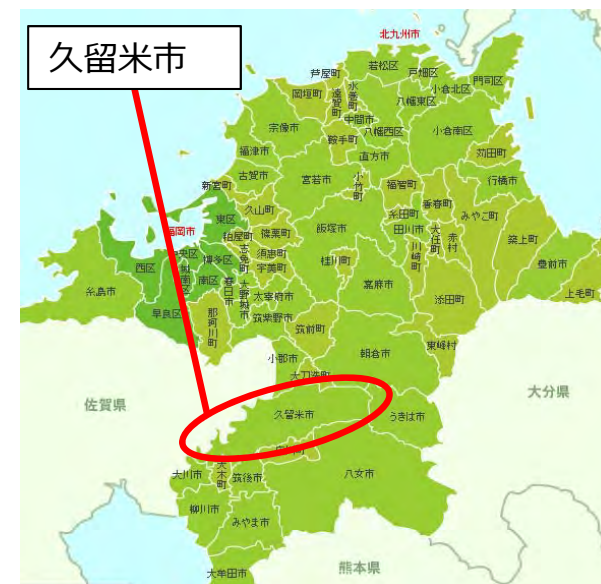 久留米市
北九州市
芦屋町
若松区
戸畑区
門司区
小倉北区
岡垣町
遠賀町
水巻町
八幡東区
中間市
宗像市
八幡西区
小倉南区
鞍手町
福津市
直方市
苅田町
古賀市
宮若市
小竹町
福智町
行橋市
新宮町
香春町
久山町
糸田町
みやこ町
福岡市
東区
粕屋町
篠栗町
飯塚市
田川市
大任町
赤村
築上町
中央区
博多区
須恵町
川崎町
豊前市
西区
南区
宇美町
桂川町
嘉麻市
糸島市
春日市
大野城市
太宰府市
添田町
上毛町
早良区
那珂川町
筑紫野市
筑前町
小郡市
朝倉市
東峰村
佐賀県
大分県
久留米市
うきは市
大川市
筑後市
八女市
柳川市
みやま市
大牟田市
熊本県